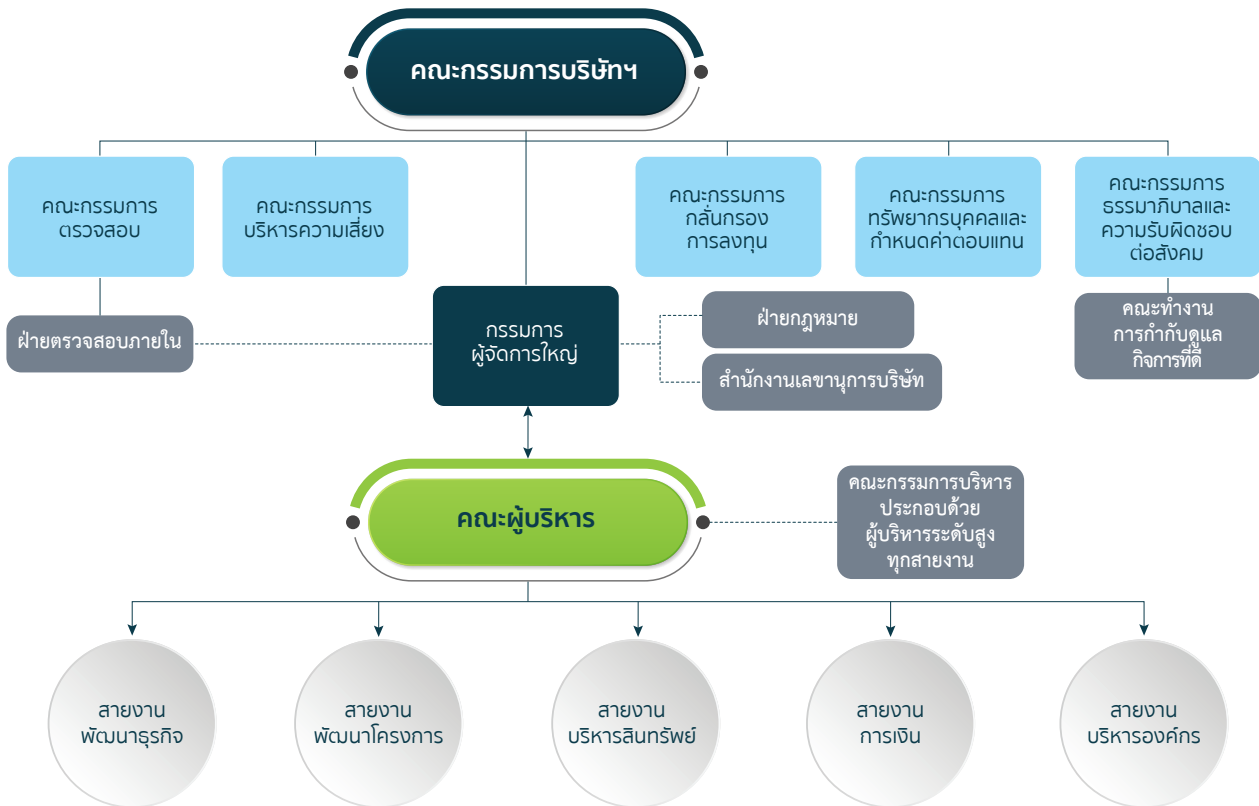 คณะกรรมการบริษัทฯ
คณะกรรมการ
ตรวจสอบ
คณะกรรมการ
บริหารความเสี่ยง
คณะกรรมการ
กลั่นกรอง
การลงทุน
คณะกรรมการ
ทรัพยากรบุคคลและ
กำหนดค่าตอบแทน
คณะกรรมการ
ธรรมาภิบาลและ
ความรับผิดชอบ
ต่อสังคม
ฝ่ายตรวจสอบภายใน
กรรมการ
ผู้จัดการใหญ่
ฝ่ายกฎหมาย
สำนักงานเลขานุการบริษัท
คณะทำงาน
การกำกับดูแล
กิจการที่ดี
คณะผู้บริหาร
คณะกรรมการบริหาร
ประกอบด้วย
ผู้บริหารระดับสูง
ทุกสายงาน
สายงาน
พัฒนาธุรกิจ
สายงาน
พัฒนาโครงการ
สายงาน
บริหารสินทรัพย์
สายงาน
การเงิน
สายงาน
บริหารองค์กร